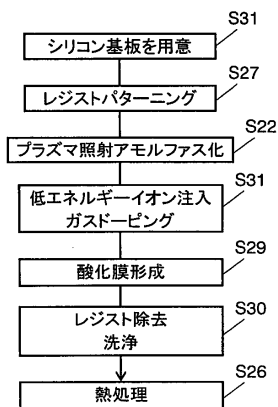 S31
シリコン基板を用意
S27
レジストパターニング
S22
プラズマ照射アモルファス化
S31
低エネルギーイオン注入
ガスドーピング
S29
酸化膜形成
S30
レジスト除去
洗浄
S26
熱処理